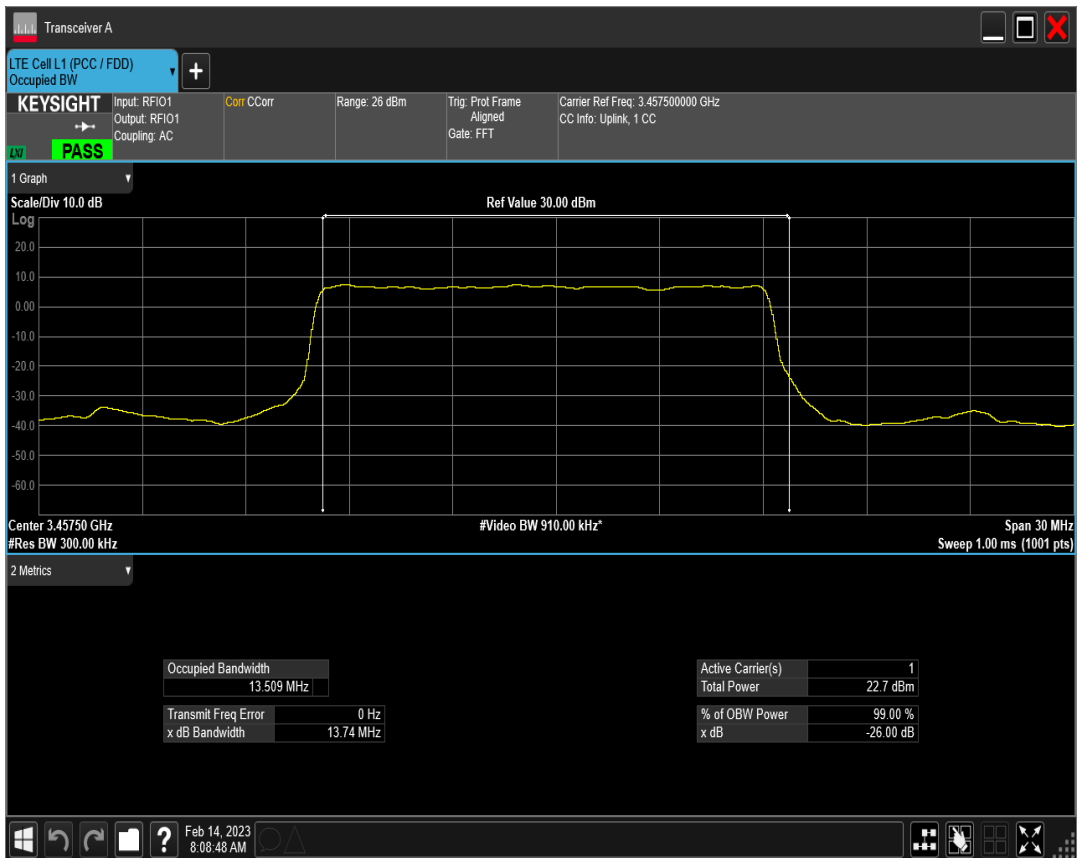 Transceiver A
LTE Cell L1 (PCC / FDD)
Occupied BW
KEYSIGHT
LXI
PASS
Input: RFIO1
Output: RFIO1
Coupling: AC
Corr CCorr
Range: 26 dBm
Trig: Prot Frame
Aligned
Gate: FFT
Carrier Ref Freq: 3.457500000 GHz
CC Info: Uplink, 1 CC
1 Graph
Scale/Div 10.0 dB
Ref Value 30.00 dBm
Log
20.0
10.0
0.00
-10.0
-20.0
-30.0
-40.0
-50.0
-60.0
Center 3.45750 GHz
#Video BW 910.00 kHz*
Span 30 MHz
#Res BW 300.00 kHz
Sweep 1.00 ms (1001 pts)
2 Metrics
Occupied Bandwidth
13.509 MHz
Transmit Freq Error 0 Hz
x dB Bandwidth 13.74 MHz
Active Carrier(s) 1
Total Power 22.7 dBm
% of OBW Power 99.00 %
x dB -26.00 dB
?
Feb 14, 2023
8:08:48 AM